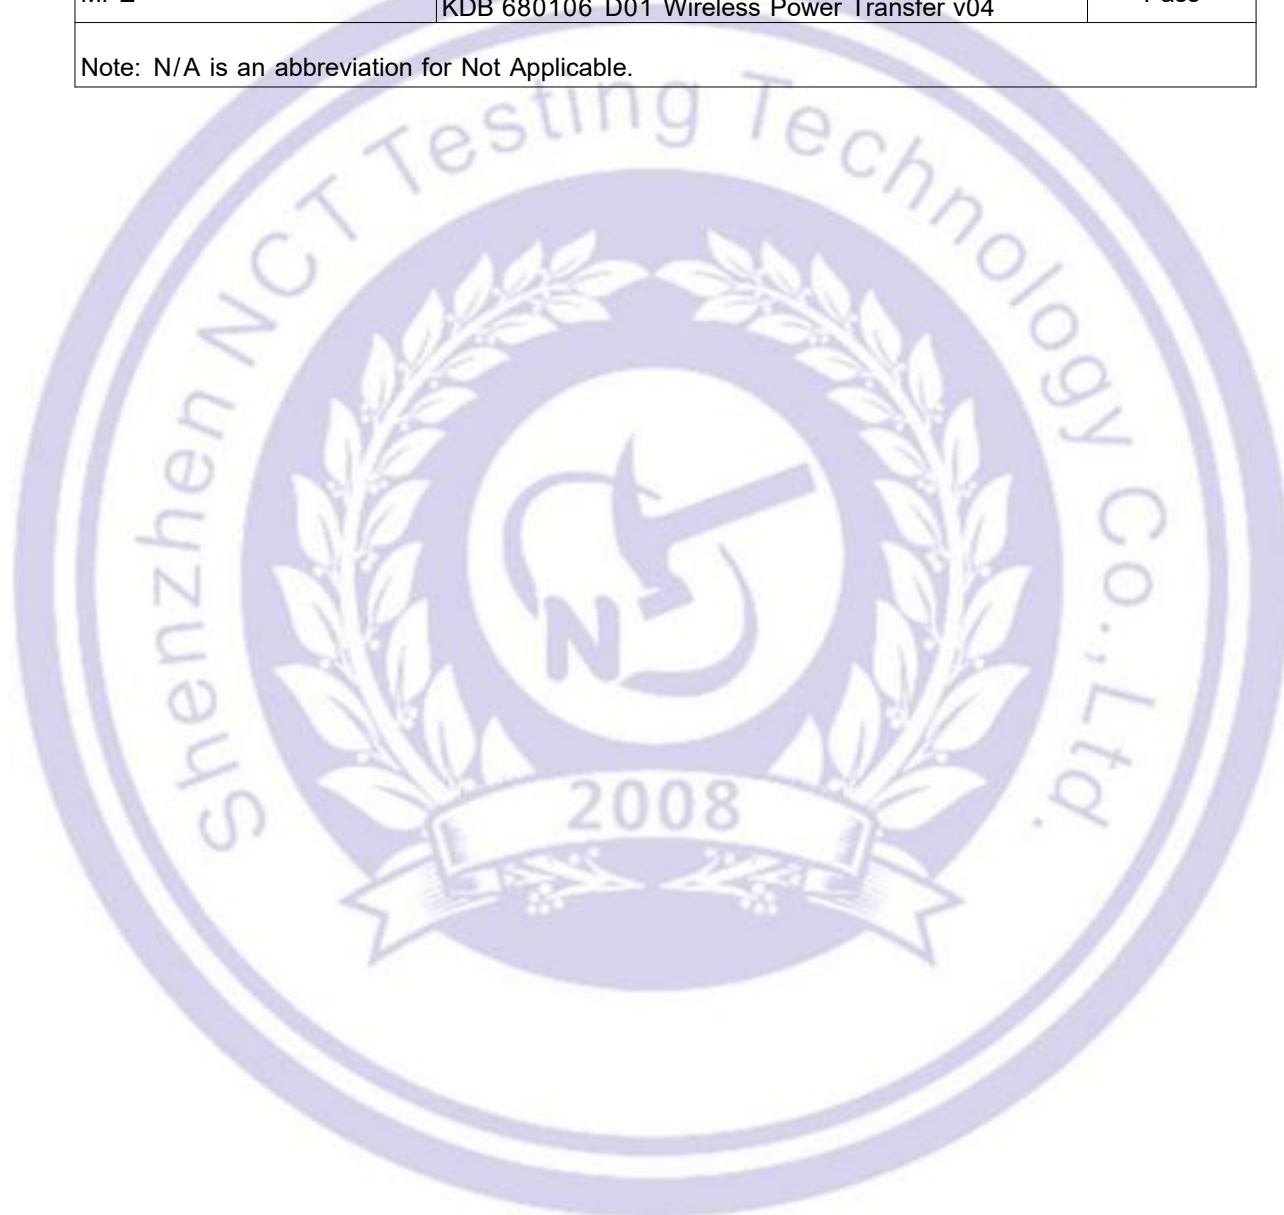 KDB 680106 D01 Wireless Power Transfer v04
Note: N/A is an abbreviation for Not Applicable.
Shenzhen NCT Testing Technology Co., Ltd.
N
2008